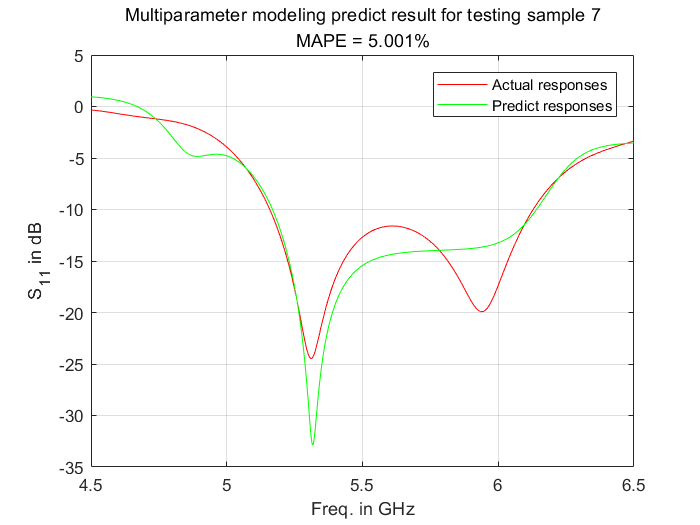 Multiparameter modeling predict result for testing sample 7
MAPE = 5.001%
5
0
-5
-10
-15
-20
-25
-30
-35
S11 in dB
Actual responses
Predict responses
4.5 5 5.5 6 6.5
Freq. in GHz